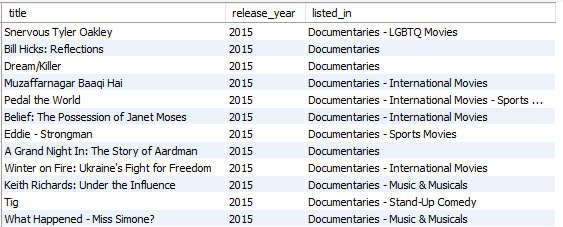 title release_year listed_in
Snervous Tyler Oakley 2015 Documentaries - LGBTQ Movies
Bill Hicks: Reflections 2015 Documentaries
Dream/Killer 2015 Documentaries
Muzaffarnagar Baaqi Hai 2015 Documentaries - International Movies
Pedal the World 2015 Documentaries - International Movies - Sports ...
Belief: The Possession of Janet Moses 2015 Documentaries - International Movies
Eddie - Strongman 2015 Documentaries - Sports Movies
A Grand Night In: The Story of Aardman 2015 Documentaries
Winter on Fire: Ukraine's Fight for Freedom 2015 Documentaries - International Movies
Keith Richards: Under the Influence 2015 Documentaries - Music & Musicals
Tig 2015 Documentaries - Stand-Up Comedy
What Happened - Miss Simone? 2015 Documentaries - Music & Musicals